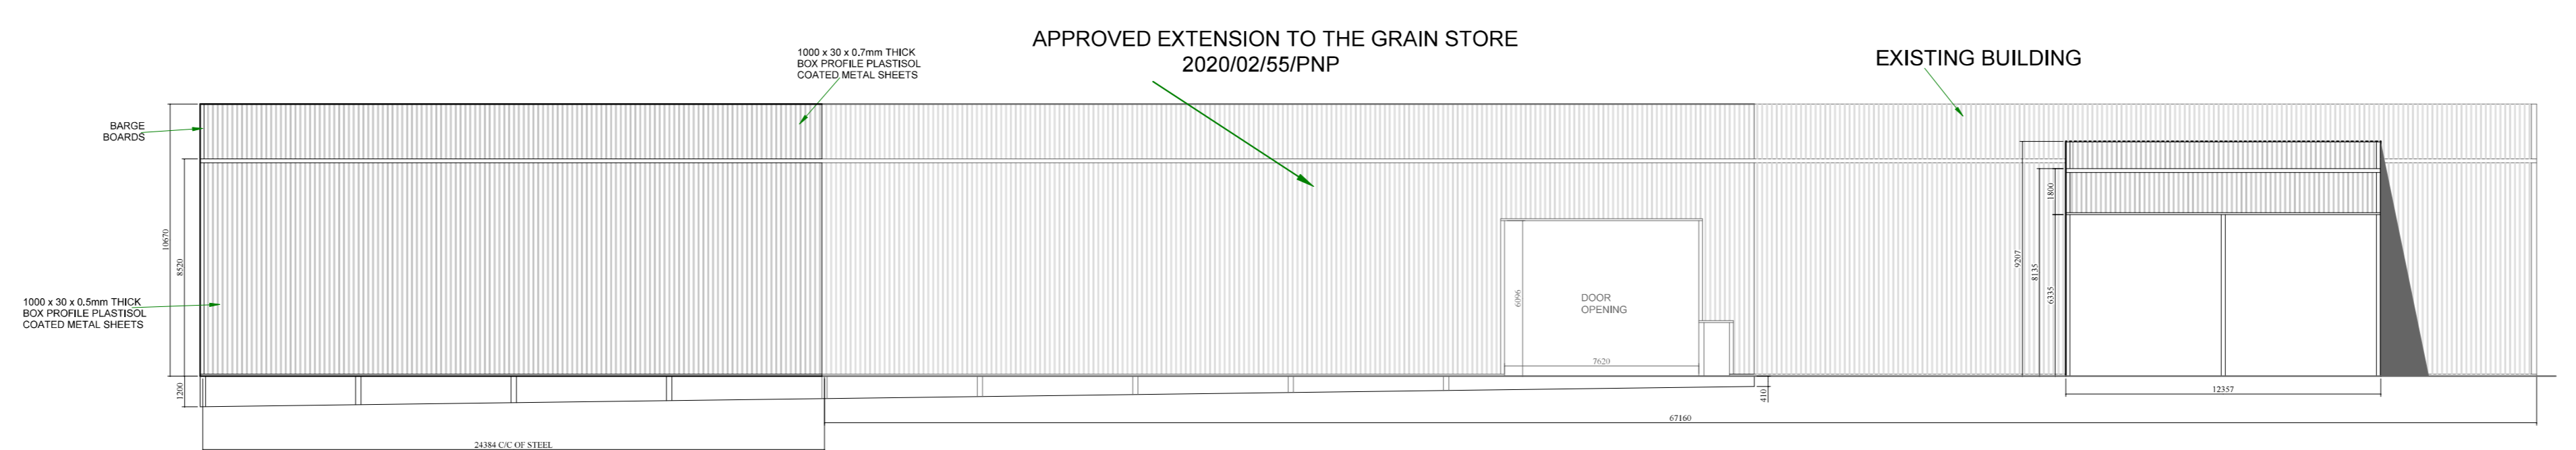 APPROVED EXTENSION TO THE GRAIN STORE
2020/02/55/PNP
EXISTING BUILDING
1000 x 30 x 0.7mm THICK
BOX PROFILE PLASTISOL
COATED METAL SHEETS
BARGE
BOARDS
10670
8520
1000 x 30 x 0.5mm THICK
BOX PROFILE PLASTISOL
COATED METAL SHEETS
1200
24384 C/C OF STEEL
6096
DOOR
OPENING
7620
410
67160
9207
8135
1800
6335
12357